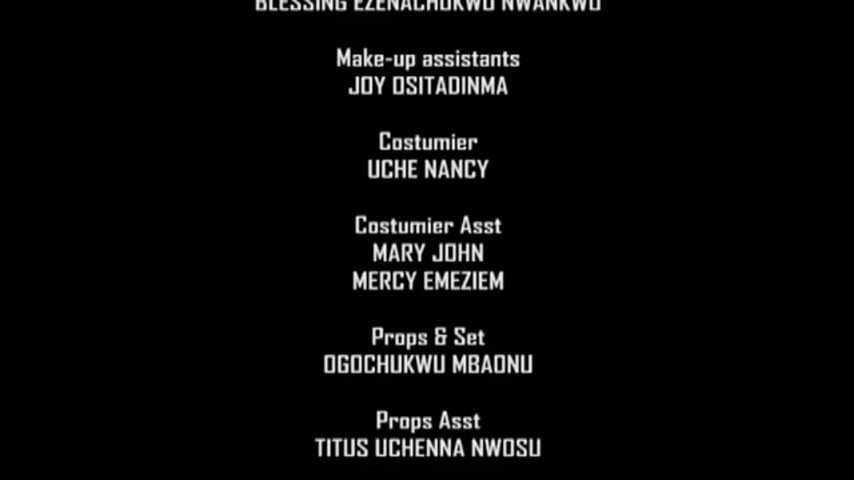 BLESSING EZENACHUKWU NWANKWO
Make-up assistants
JOY OSITADINMA
Costumier
UCHE NANCY
Costumier Asst
MARY JOHN
MERCY EMEZIEM
Props & Set
OGOCHUKWU MBAONU
Props Asst
TITUS UCHENNA NWOSU